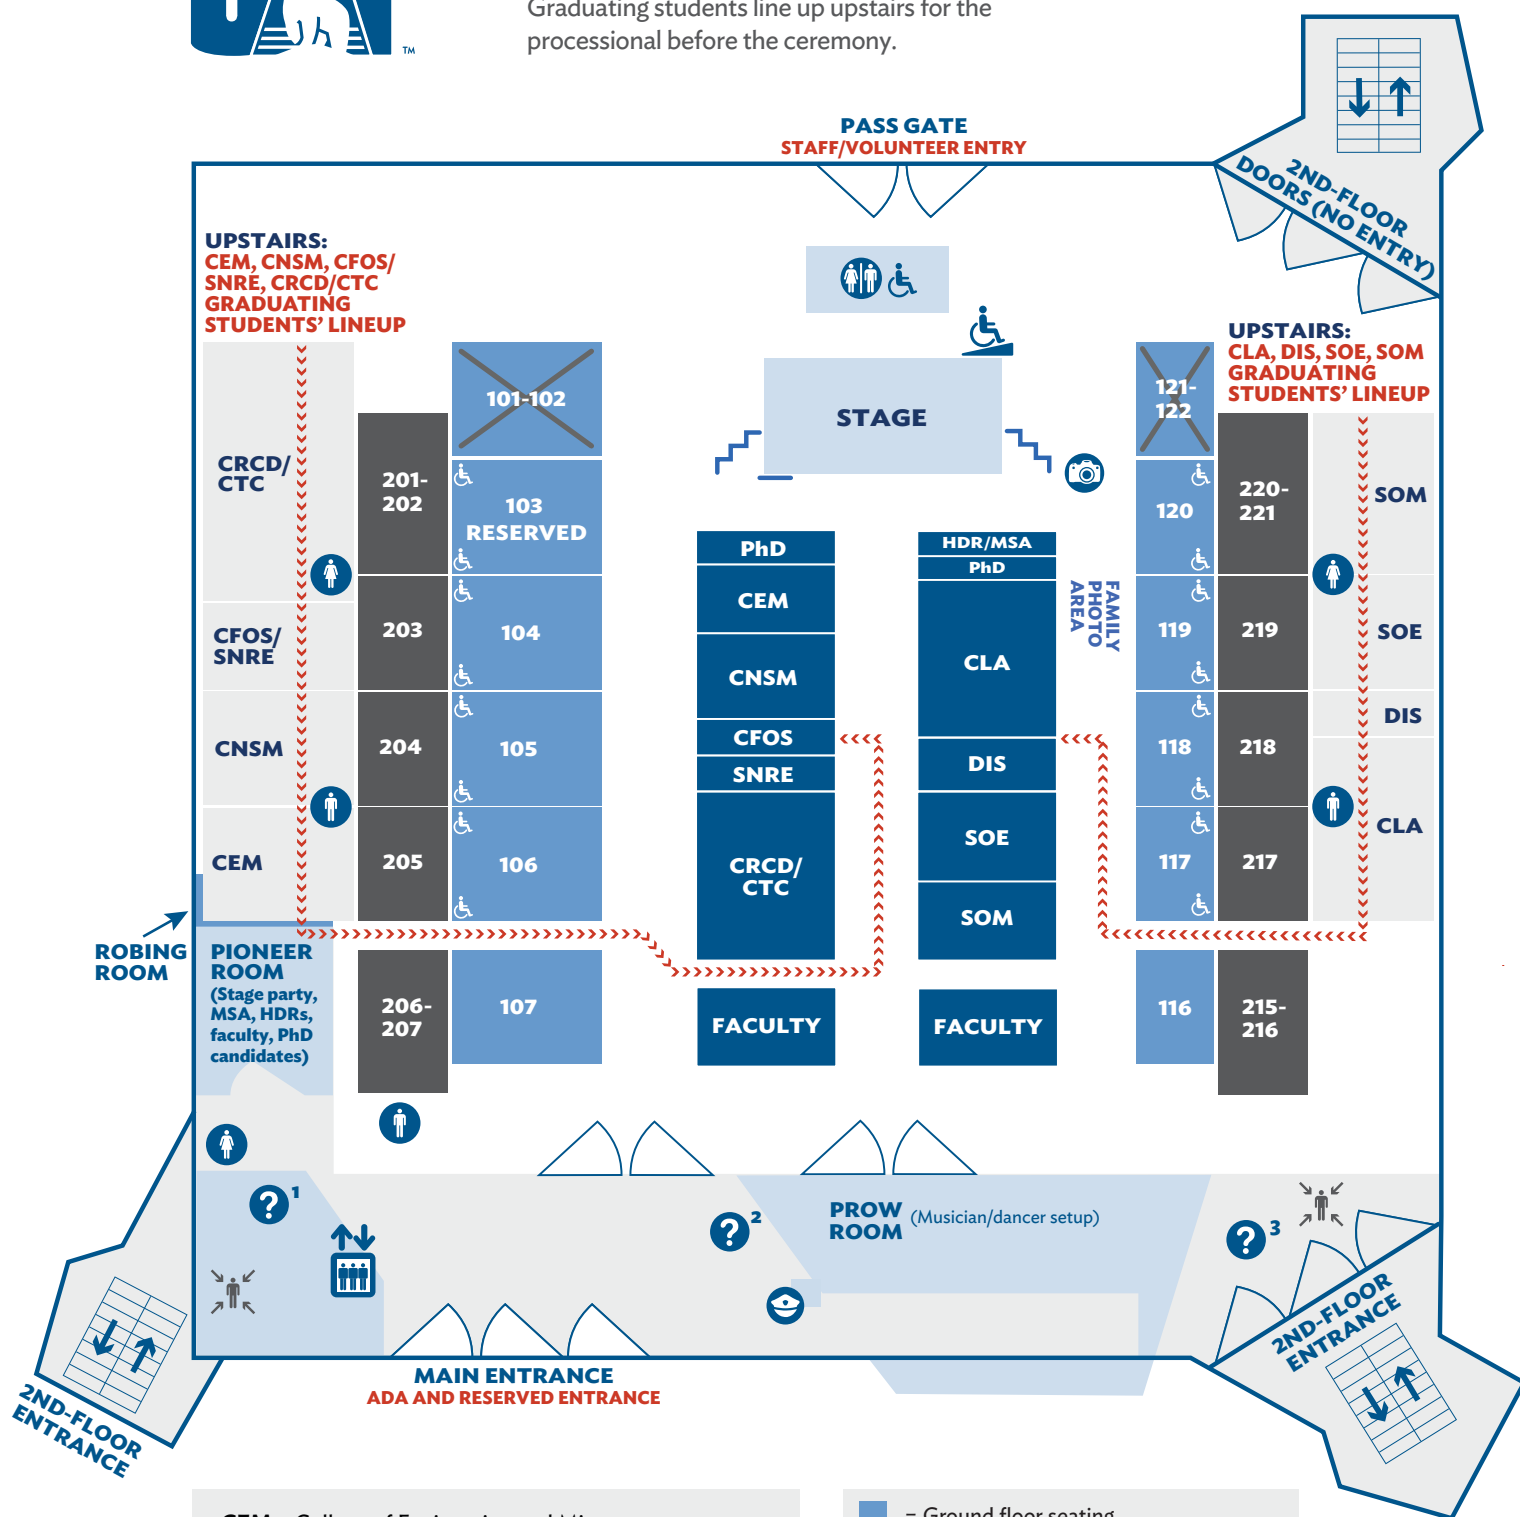 Graduating students line up upstairs for the
processional before the ceremony.
TM
PASS GATE
STAFF/VOLUNTEER ENTRY
2ND-FLOOR
DOORS (NO ENTRY)
UPSTAIRS:
CEM, CNSM, CFOS/
SNRE, CRCD/CTC
GRADUATING
STUDENTS' LINEUP
UPSTAIRS:
CLA, DIS, SOE, SOM
GRADUATING
STUDENTS' LINEUP
CRCD/
CTC
CFOS/
SNRE
CNSM
CEM
201-
202
203
204
205
206-
207
101-102
103
RESERVED
104
105
106
107
STAGE
PhD
CEM
CNSM
CFOS
SNRE
CRCD/
CTC
FACULTY
HDR/MSA
PhD
CLA
DIS
SOE
SOM
FACULTY
FAMILY
PHOTO
AREA
121-
122
120
119
118
117
116
220-
221
219
218
217
215-
216
SOM
SOE
DIS
CLA
ROBING
ROOM
PIONEER
ROOM
(Stage party,
MSA, HDRs,
faculty, PhD
candidates)
? 1
? 2
? 3
PROW
ROOM
(Musician/dancer setup)
MAIN ENTRANCE
ADA AND RESERVED ENTRANCE
2ND-FLOOR
ENTRANCE
2ND-FLOOR
ENTRANCE
= Ground floor seating